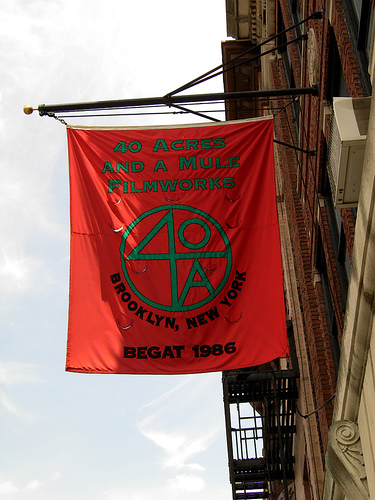 40 Acres
and a Mule
Filmworks
40
A
Brooklyn, New York
Begat 1986